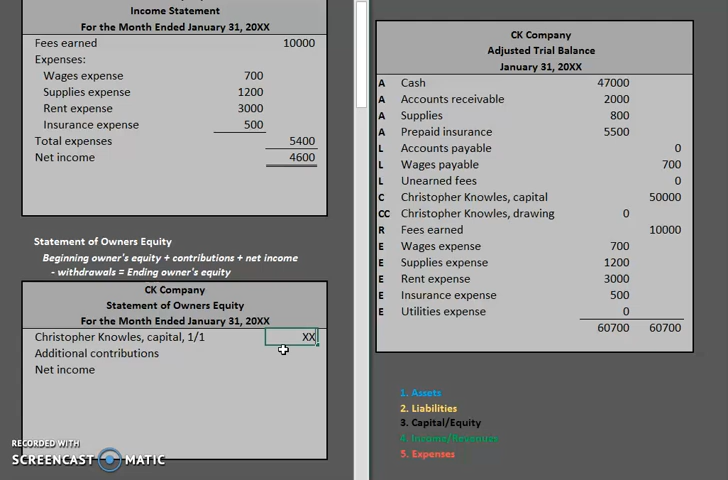 Income Statement
For the Month Ended January 31, 20XX
Fees earned 10000
Expenses:
Wages expense 700
Supplies expense 1200
Rent expense 3000
Insurance expense 500
Total expenses 5400
Net income 4600
Statement of Owners Equity
Beginning owner's equity + contributions + net income
- withdrawals = Ending owner's equity
CK Company
Statement of Owners Equity
For the Month Ended January 31, 20XX
Christopher Knowles, capital, 1/1 XX
Additional contributions
Net income
RECORDED WITH
SCREENCAST MATIC
CK Company
Adjusted Trial Balance
January 31, 20XX
A Cash 47000
A Accounts receivable 2000
A Supplies 800
A Prepaid insurance 5500
L Accounts payable 0
L Wages payable 700
L Unearned fees 0
C Christopher Knowles, capital 50000
CC Christopher Knowles, drawing 0
R Fees earned 10000
E Wages expense 700
E Supplies expense 1200
E Rent expense 3000
E Insurance expense 500
E Utilities expense 0
60700 60700
1. Assets
2. Liabilities
3. Capital/Equity
4. Income/Revenues
5. Expenses